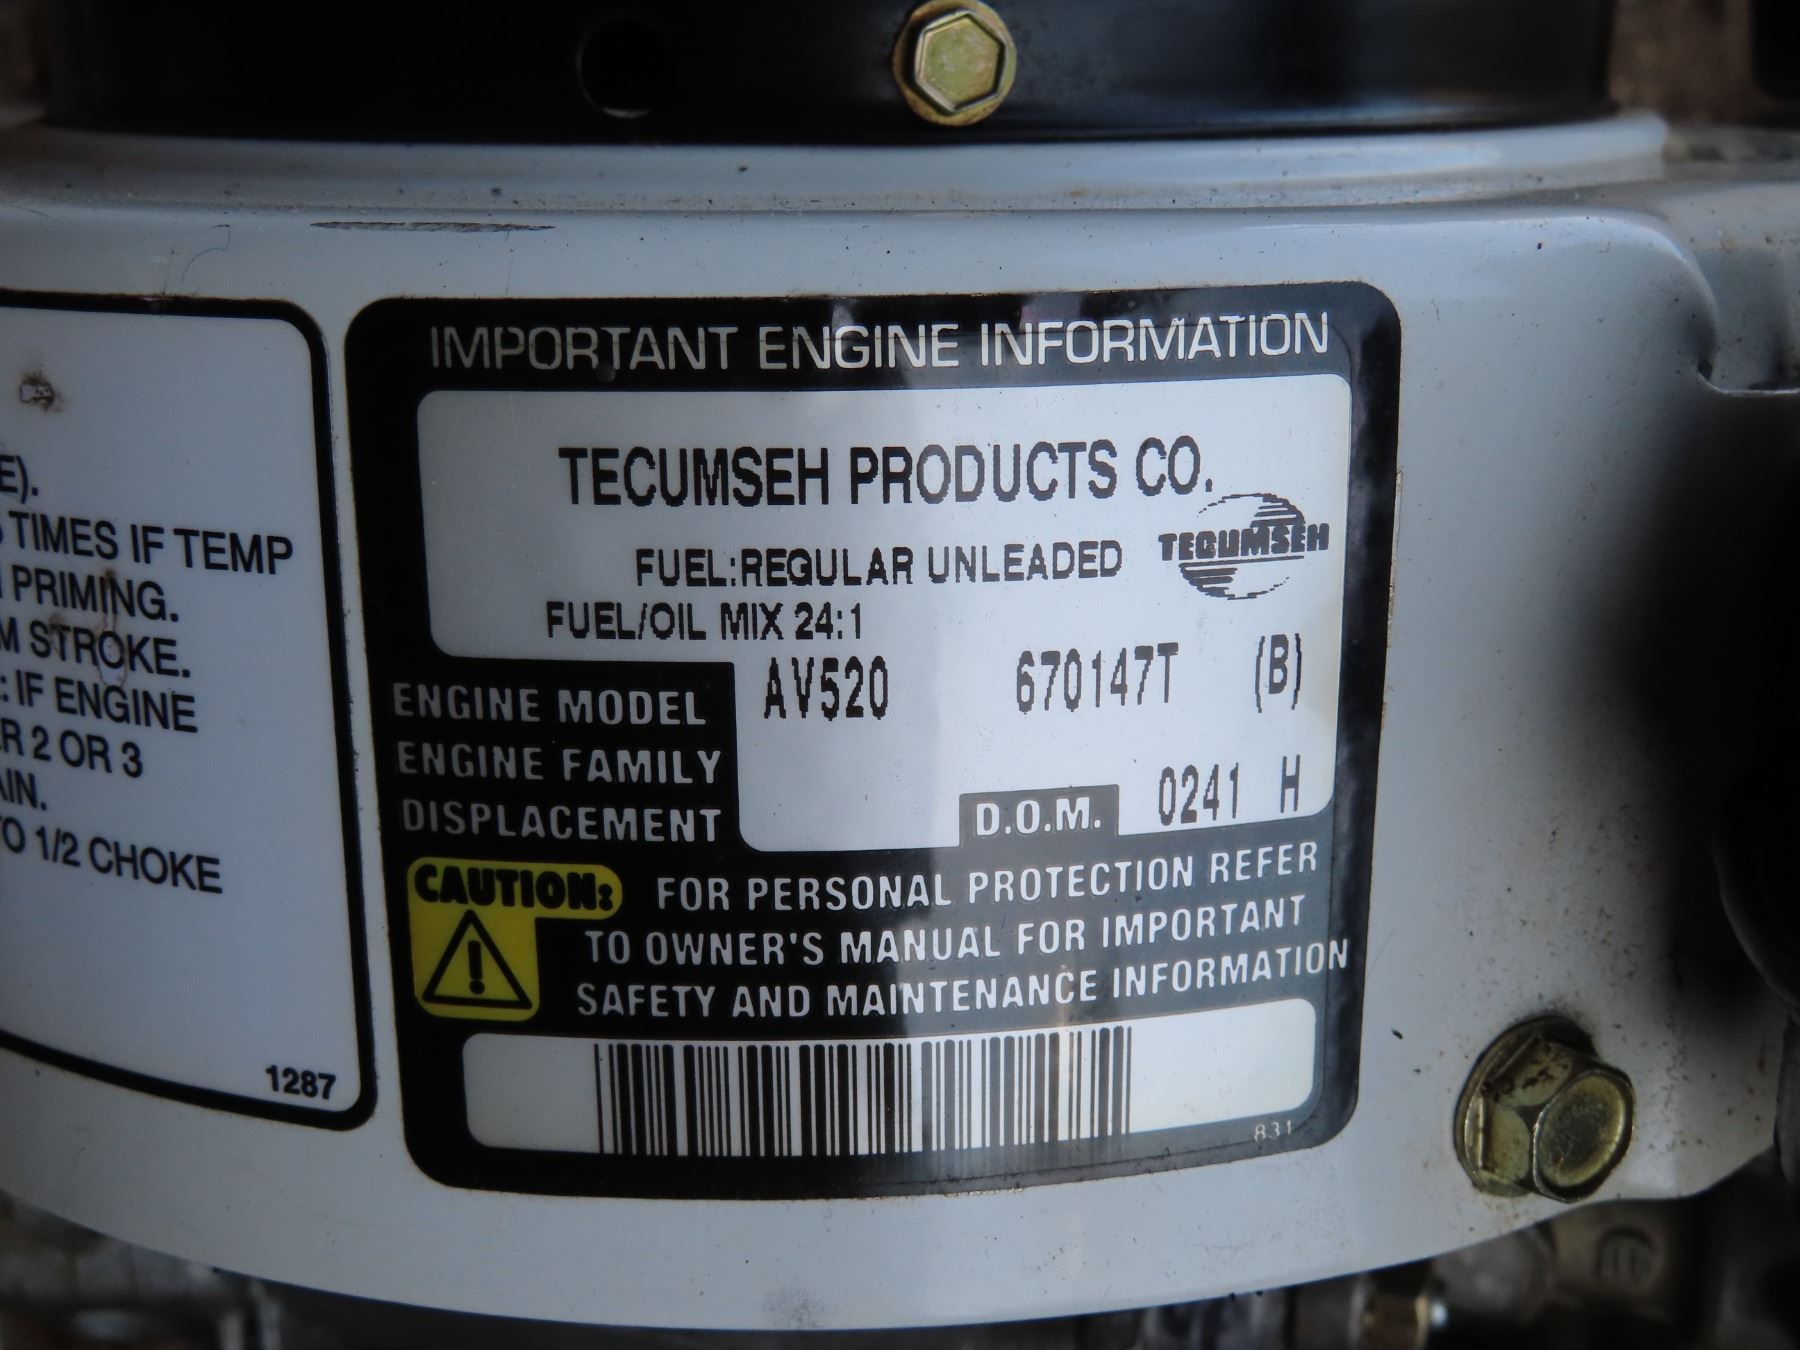 E).
TIMES IF TEMP
PRIMING.
M STROKE.
: IF ENGINE
R 2 OR 3
AIN.
O 1/2 CHOKE
1287
IMPORTANT ENGINE INFORMATION
TECUMSEH PRODUCTS CO.
TECUMSEH
FUEL:REGULAR UNLEADED
FUEL/OIL MIX 24:1
ENGINE MODEL AV520 670147T (B)
ENGINE FAMILY
DISPLACEMENT D.O.M. 0241 H
CAUTION: FOR PERSONAL PROTECTION REFER
TO OWNER'S MANUAL FOR IMPORTANT
SAFETY AND MAINTENANCE INFORMATION
831